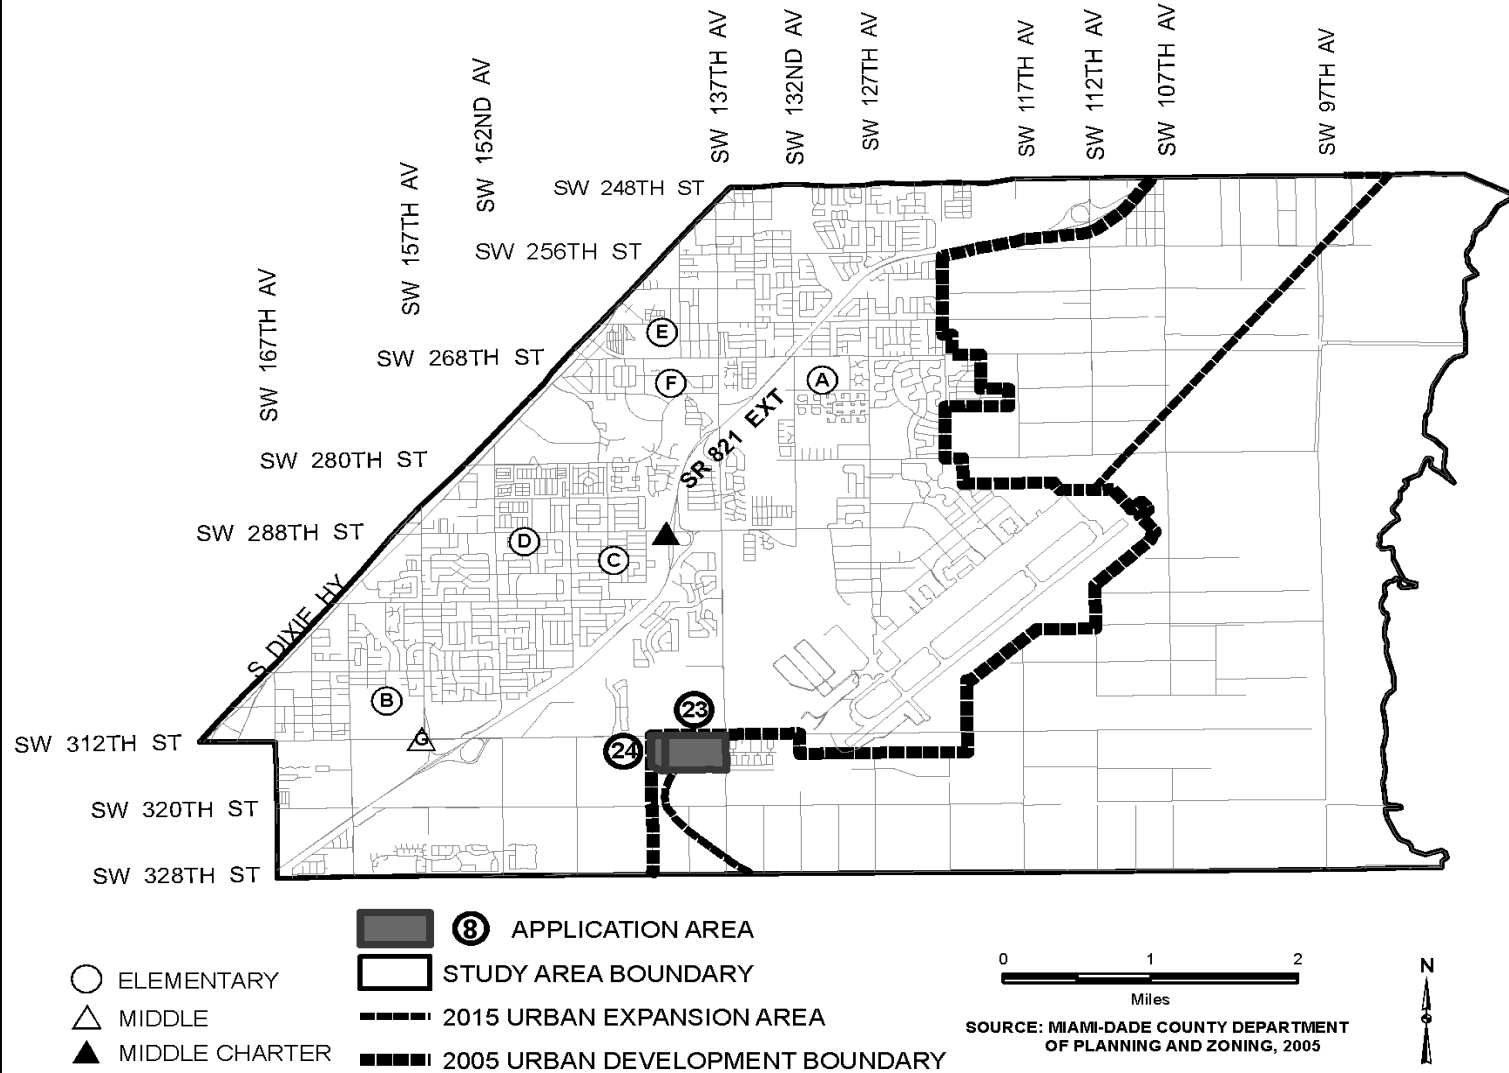 SW 137TH AV
SW 132ND AV
SW 127TH AV
SW 117TH AV
SW 112TH AV
SW 107TH AV
SW 97TH AV
SW 152ND AV
SW 157TH AV
SW 167TH AV
SW 248TH ST
SW 256TH ST
SW 268TH ST
SW 280TH ST
SW 288TH ST
SW 312TH ST
SW 320TH ST
SW 328TH ST
S DIXIE HY
SR 821 EXT
E
F
A
D
C
B
G
23
24
8 APPLICATION AREA
STUDY AREA BOUNDARY
2015 URBAN EXPANSION AREA
2005 URBAN DEVELOPMENT BOUNDARY
ELEMENTARY
MIDDLE
MIDDLE CHARTER
0 1 2
Miles
SOURCE: MIAMI-DADE COUNTY DEPARTMENT
OF PLANNING AND ZONING, 2005
N